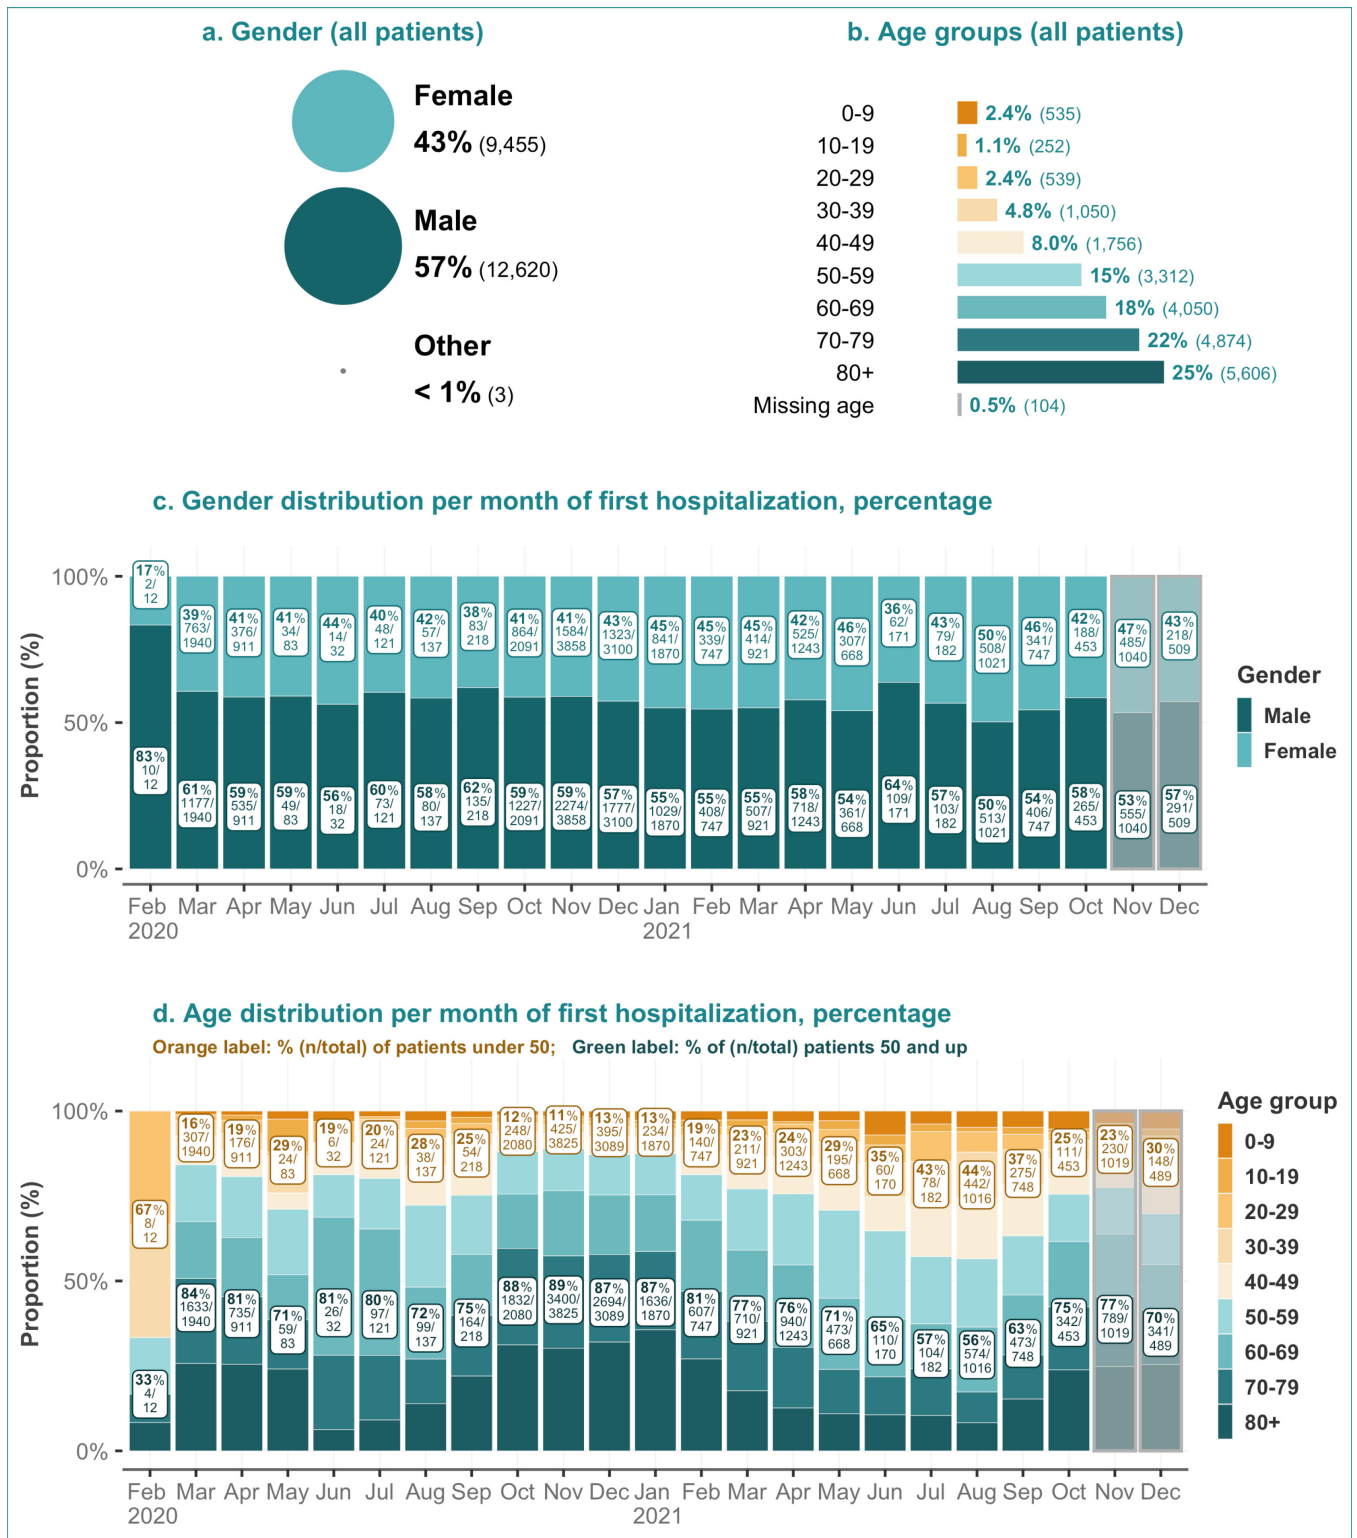 a. Gender (all patients)
Female
43% (9,455)
Male
57% (12,620)
Other
< 1% (3)
b. Age groups (all patients)
0-9 2.4% (535)
10-19 1.1% (252)
20-29 2.4% (539)
30-39 4.8% (1,050)
40-49 8.0% (1,756)
50-59 15% (3,312)
60-69 18% (4,050)
70-79 22% (4,874)
80+ 25% (5,606)
Missing age 0.5% (104)
c. Gender distribution per month of first hospitalization, percentage
Proportion (%)
100%
50%
0%
17% 2/ 12
39% 763/ 1940
41% 376/ 911
41% 34/ 83
44% 14/ 32
40% 48/ 121
42% 57/ 137
38% 83/ 218
41% 864/ 2091
41% 1584/ 3858
43% 1323/ 3100
45% 841/ 1870
45% 339/ 747
45% 414/ 921
42% 525/ 1243
46% 307/ 668
36% 62/ 171
43% 79/ 182
50% 508/ 1021
46% 341/ 747
42% 188/ 453
47% 485/ 1040
43% 218/ 509
83% 10/ 12
61% 1177/ 1940
59% 535/ 911
59% 49/ 83
56% 18/ 32
60% 73/ 121
58% 80/ 137
62% 135/ 218
59% 1227/ 2091
59% 2274/ 3858
57% 1777/ 3100
55% 1029/ 1870
55% 408/ 747
55% 507/ 921
58% 718/ 1243
54% 361/ 668
64% 109/ 171
57% 103/ 182
50% 513/ 1021
54% 406/ 747
58% 265/ 453
53% 555/ 1040
57% 291/ 509
Feb Mar Apr May Jun Jul Aug Sep Oct Nov Dec Jan Feb Mar Apr May Jun Jul Aug Sep Oct Nov Dec
2020 2021
Gender
Male
Female
d. Age distribution per month of first hospitalization, percentage
Orange label: % (n/total) of patients under 50; Green label: % of (n/total) patients 50 and up
Proportion (%)
100%
50%
0%
67% 8/ 12
16% 307/ 1940
19% 176/ 911
29% 24/ 83
19% 6/ 32
20% 24/ 121
28% 38/ 137
25% 54/ 218
12% 248/ 2080
11% 425/ 3825
13% 395/ 3089
13% 234/ 1870
19% 140/ 747
23% 211/ 921
24% 303/ 1243
29% 195/ 668
35% 60/ 170
43% 78/ 182
44% 442/ 1016
37% 275/ 748
25% 111/ 453
23% 230/ 1019
30% 148/ 489
33% 4/ 12
84% 1633/ 1940
81% 735/ 911
71% 59/ 83
81% 26/ 32
80% 97/ 121
72% 99/ 137
75% 164/ 218
88% 1832/ 2080
89% 3400/ 3825
87% 2694/ 3089
87% 1636/ 1870
81% 607/ 747
77% 710/ 921
76% 940/ 1243
71% 473/ 668
65% 110/ 170
57% 104/ 182
56% 574/ 1016
63% 473/ 748
75% 342/ 453
77% 789/ 1019
70% 341/ 489
Feb Mar Apr May Jun Jul Aug Sep Oct Nov Dec Jan Feb Mar Apr May Jun Jul Aug Sep Oct Nov Dec
2020 2021
Age group
0-9
10-19
20-29
30-39
40-49
50-59
60-69
70-79
80+